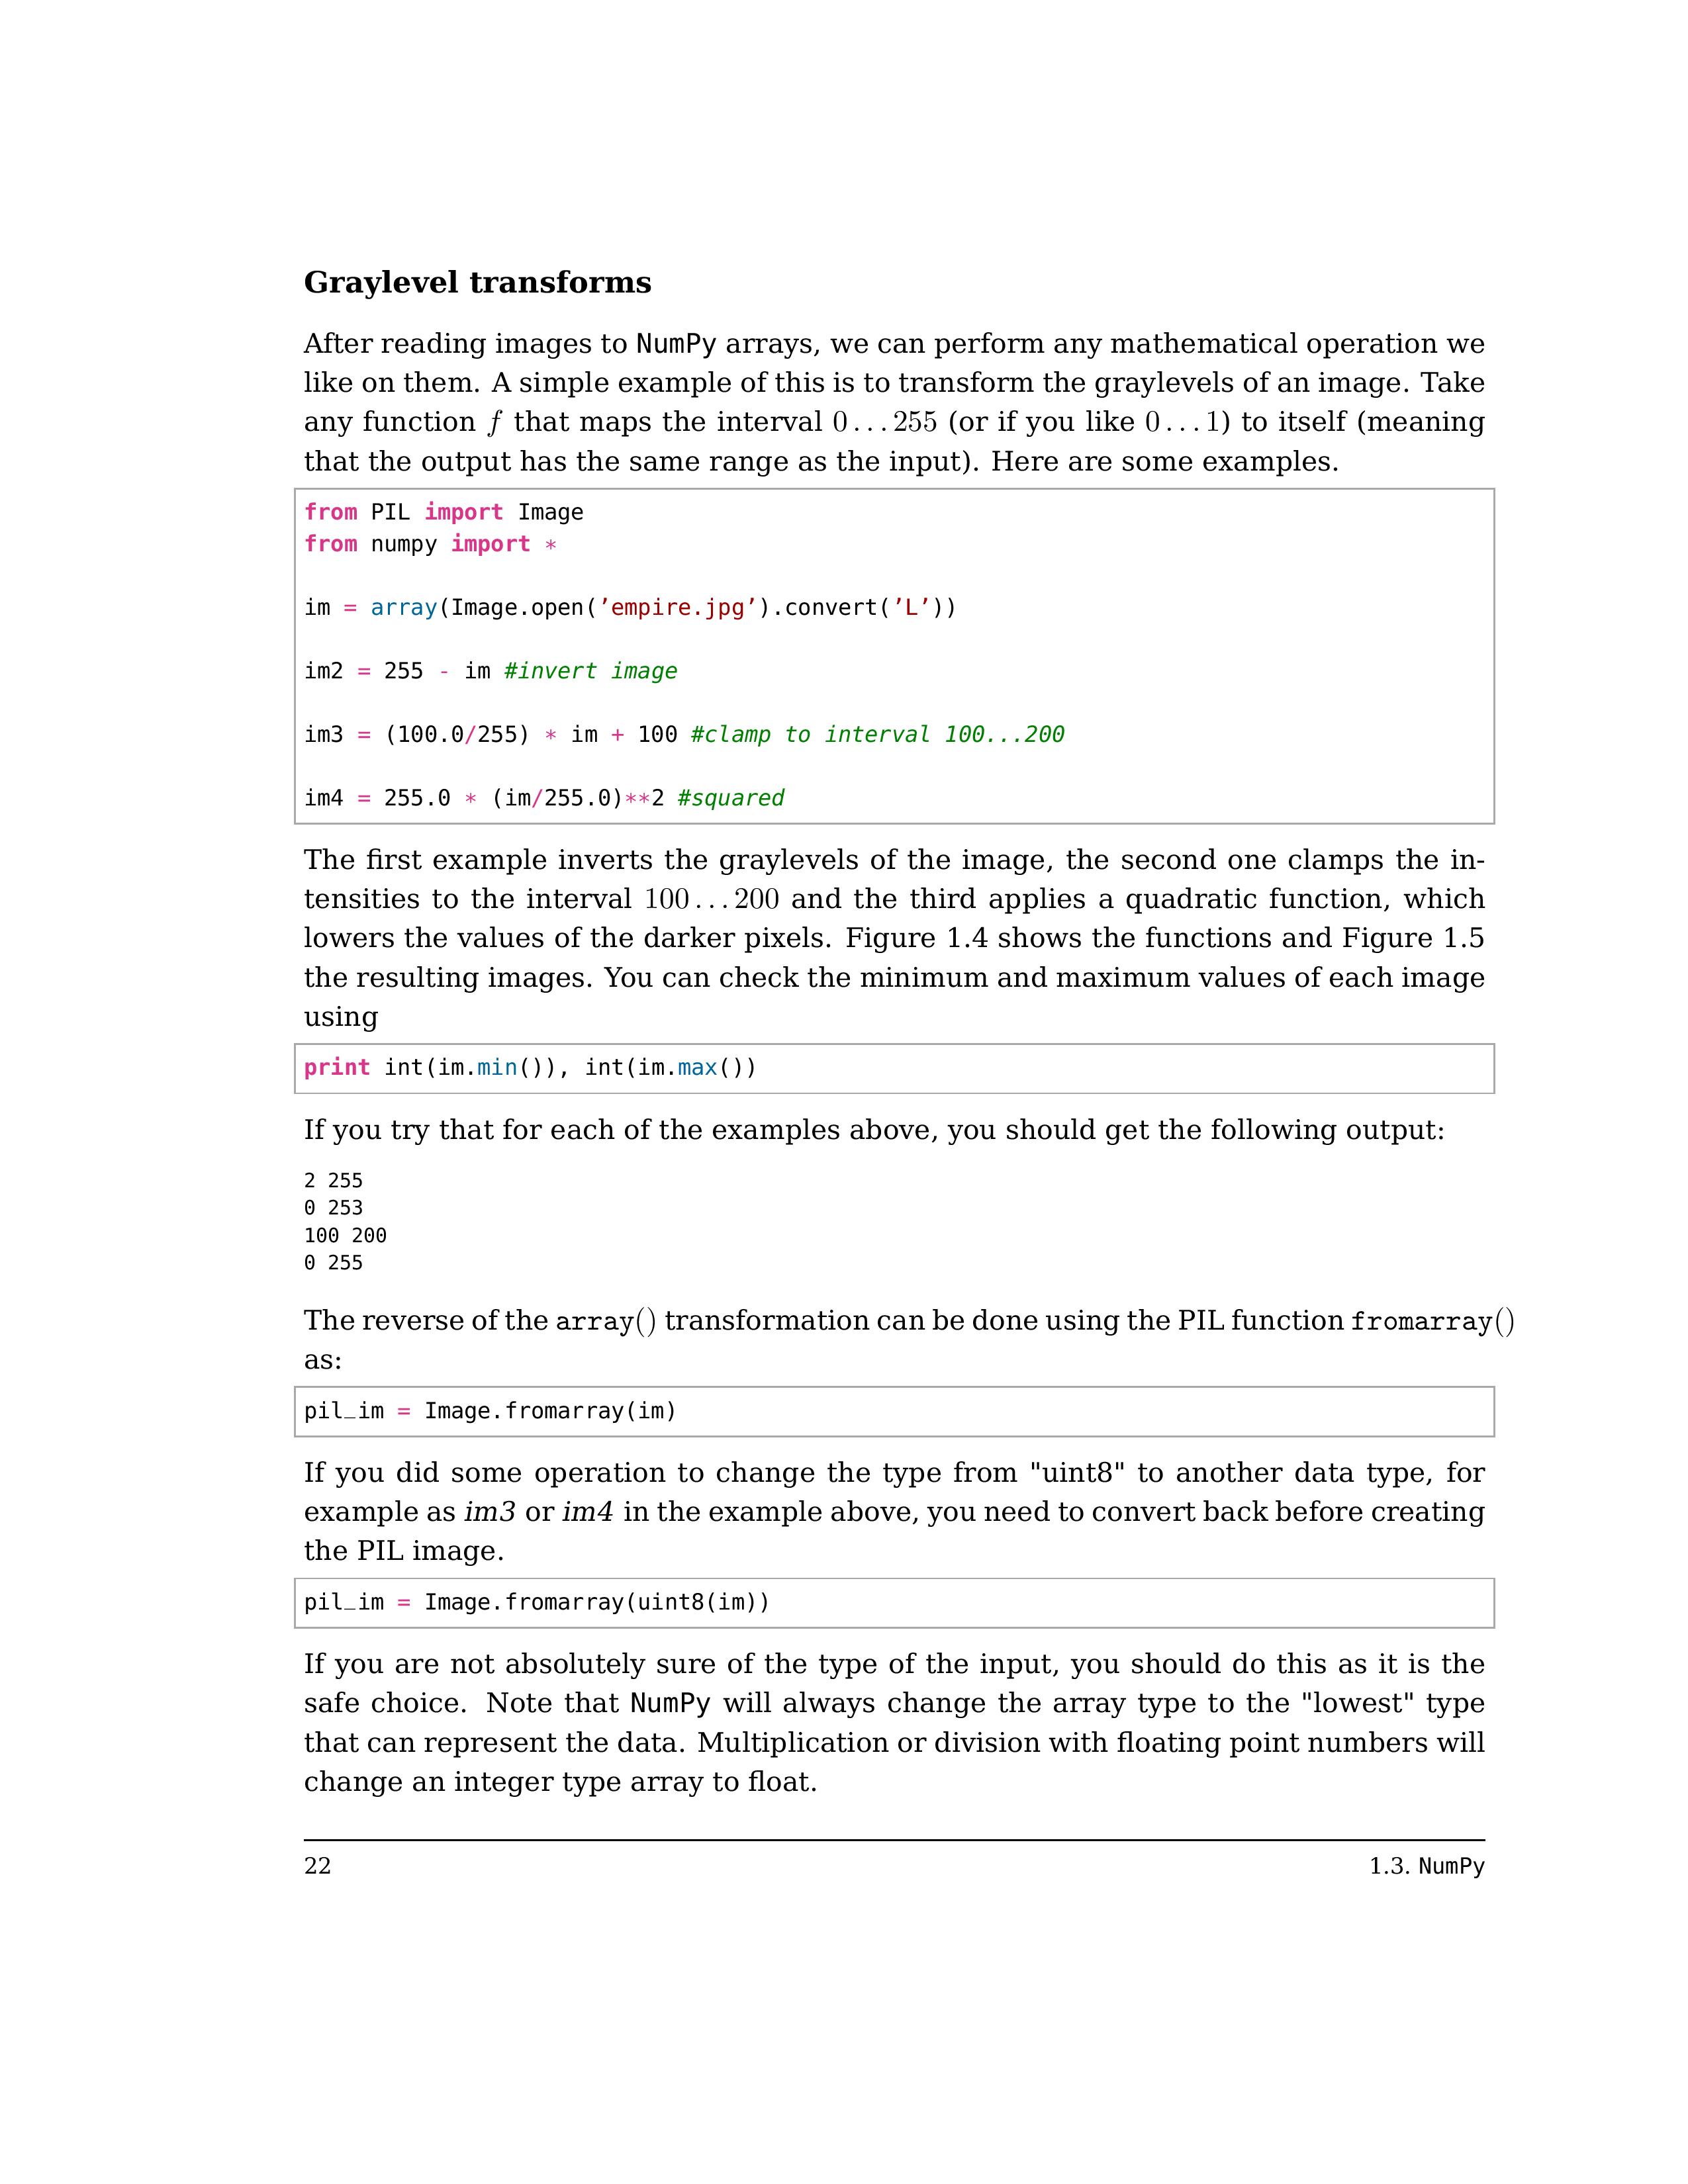 Graylevel transforms
After reading images to NumPy arrays, we can perform any mathematical operation we
like on them. A simple example of this is to transform the graylevels of an image. Take
any function f that maps the interval 0...255 (or if you like 0...1) to itself (meaning
that the output has the same range as the input). Here are some examples.
from PIL import Image
from numpy import *
im = array(Image.open(’empire.jpg’).convert(’L’))
im2 = 255 - im #invert image
im3 = (100.0/255) * im + 100 #clamp to interval 100...200
im4 = 255.0 * (im/255.0)**2 #squared
The first example inverts the graylevels of the image, the second one clamps the in-
tensities to the interval 100...200 and the third applies a quadratic function, which
lowers the values of the darker pixels. Figure 1.4 shows the functions and Figure 1.5
the resulting images. You can check the minimum and maximum values of each image
using
print int(im.min()), int(im.max())
If you try that for each of the examples above, you should get the following output:
2 255
0 253
100 200
0 255
The reverse of the array() transformation can be done using the PIL function fromarray()
as:
pil_im = Image.fromarray(im)
If you did some operation to change the type from "uint8" to another data type, for
example as im3 or im4 in the example above, you need to convert back before creating
the PIL image.
pil_im = Image.fromarray(uint8(im))
If you are not absolutely sure of the type of the input, you should do this as it is the
safe choice. Note that NumPy will always change the array type to the "lowest" type
that can represent the data. Multiplication or division with floating point numbers will
change an integer type array to float.
22 1.3. NumPy